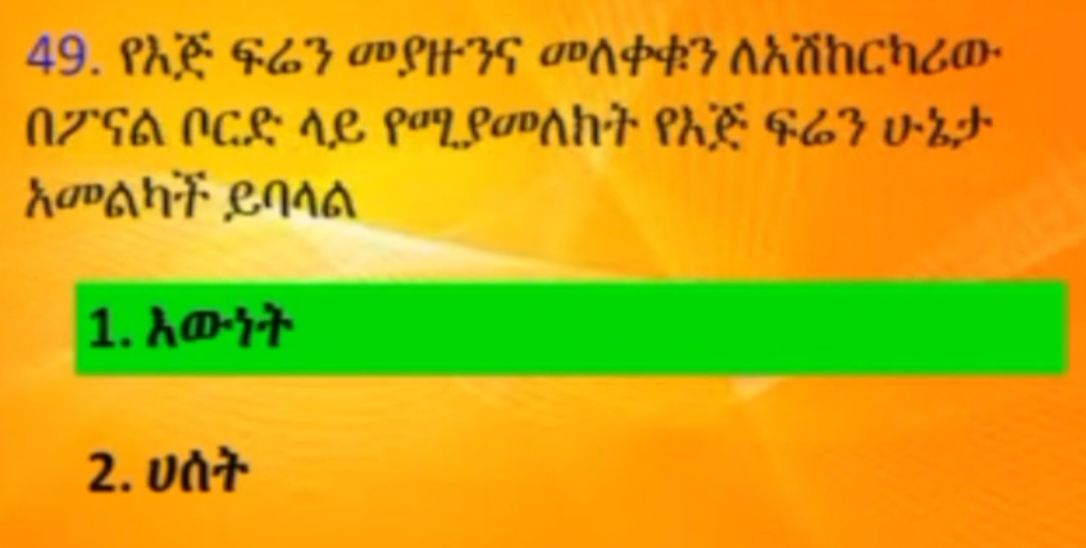 49. የእጅ ፍሬን መያዙንና መለቀቁን ለአሽከርካሪው
በፖናል ቦርድ ላይ የሚያመለክት የእጅ ፍሬን ሁኔታ
አመልካች ይባላል
1. እውነት
2. ሀሰት